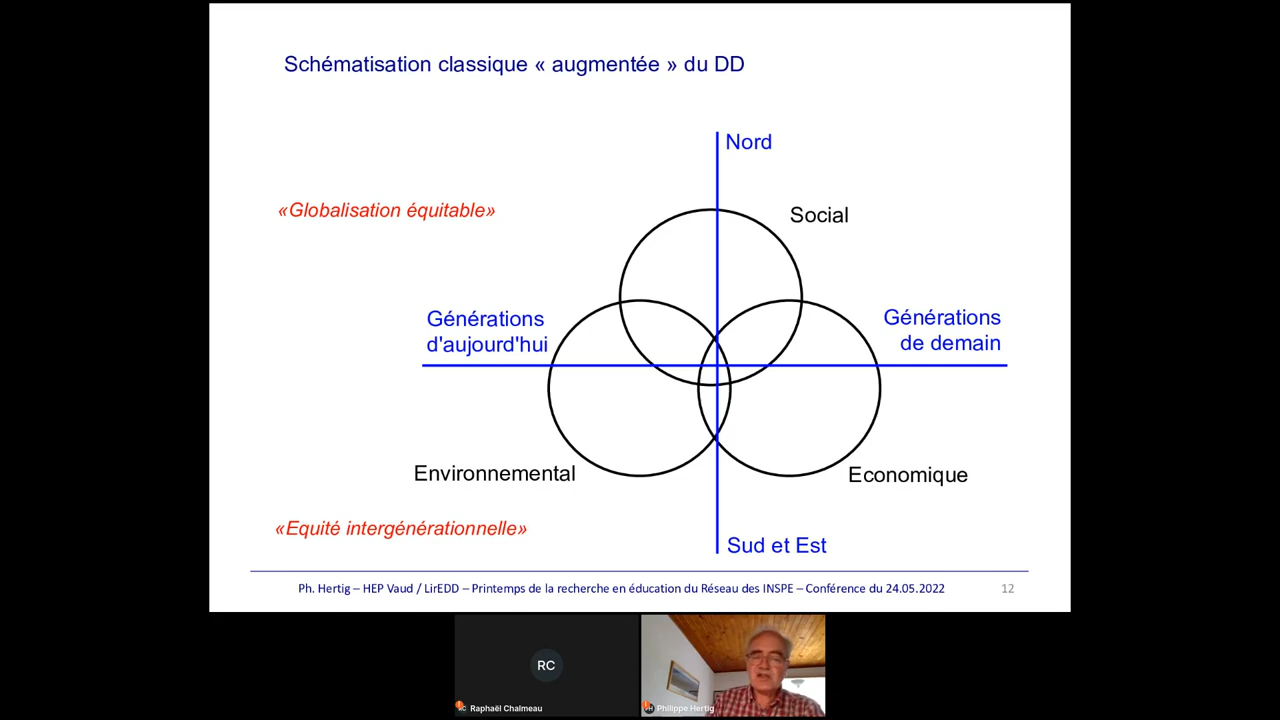 Schématisation classique « augmentée » du DD
Nord
«Globalisation équitable»
Social
Générations
d'aujourd'hui
Générations
de demain
Environnemental
Economique
«Equité intergénérationnelle»
Sud et Est
Ph. Hertig – HEP Vaud / LirEDD – Printemps de la recherche en éducation du Réseau des INSPE – Conférence du 24.05.2022
12
RC
Raphaël Chalmeau
Philippe Hertig